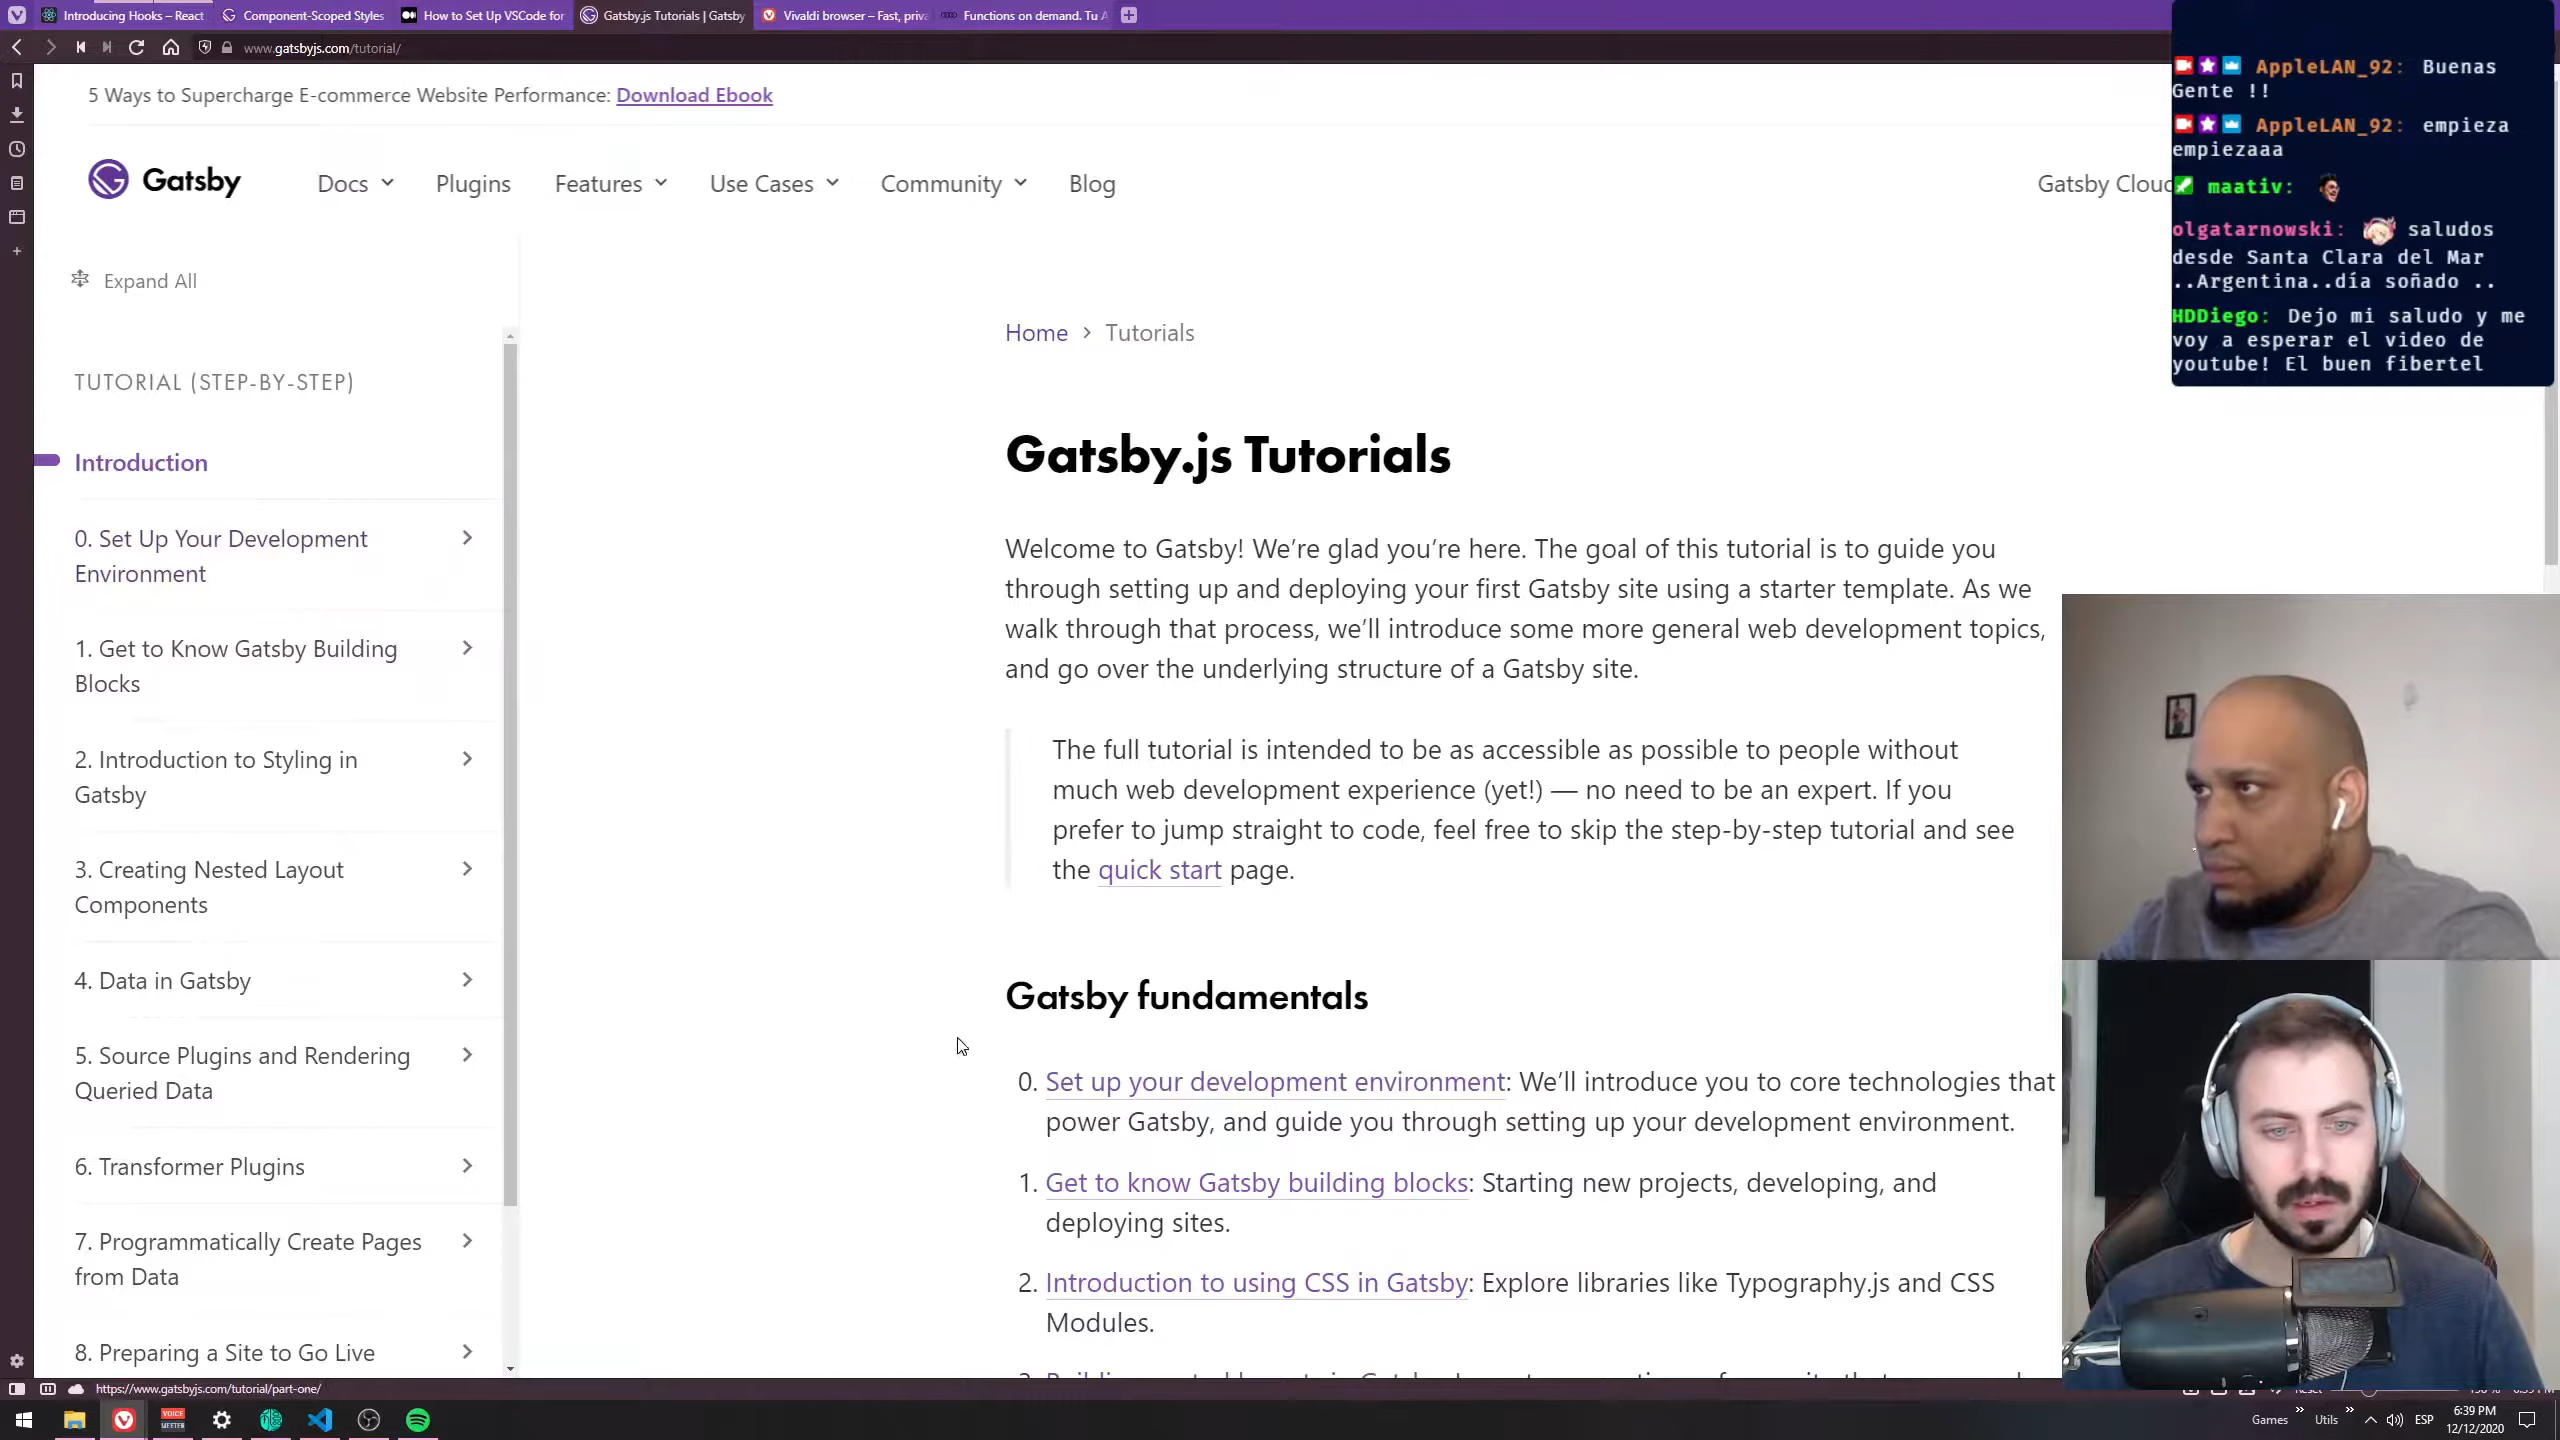 Introducing Hooks – React
Component-Scoped Styles
How to Set Up VSCode for
Gatsby.js Tutorials | Gatsby
Vivaldi browser – Fast, priva
Functions on demand. Tu A
www.gatsbyjs.com/tutorial/
5 Ways to Supercharge E-commerce Website Performance: Download Ebook
Gatsby
Docs
Plugins
Features
Use Cases
Community
Blog
Gatsby Cloud
AppleLAN_92: Buenas
Gente !!
AppleLAN_92: empieza
empiezaaa
maativ:
olgatarnowski: saludos
desde Santa Clara del Mar
..Argentina..día soñado ..
HDDiego: Dejo mi saludo y me
voy a esperar el video de
youtube! El buen fibertel
Expand All
TUTORIAL (STEP-BY-STEP)
Introduction
0. Set Up Your Development
Environment
1. Get to Know Gatsby Building
Blocks
2. Introduction to Styling in
Gatsby
3. Creating Nested Layout
Components
4. Data in Gatsby
5. Source Plugins and Rendering
Queried Data
6. Transformer Plugins
7. Programmatically Create Pages
from Data
8. Preparing a Site to Go Live
Home > Tutorials
Gatsby.js Tutorials
Welcome to Gatsby! We’re glad you’re here. The goal of this tutorial is to guide you
through setting up and deploying your first Gatsby site using a starter template. As we
walk through that process, we’ll introduce some more general web development topics,
and go over the underlying structure of a Gatsby site.
The full tutorial is intended to be as accessible as possible to people without
much web development experience (yet!) — no need to be an expert. If you
prefer to jump straight to code, feel free to skip the step-by-step tutorial and see
the quick start page.
Gatsby fundamentals
0. Set up your development environment: We’ll introduce you to core technologies that
power Gatsby, and guide you through setting up your development environment.
1. Get to know Gatsby building blocks: Starting new projects, developing, and
deploying sites.
2. Introduction to using CSS in Gatsby: Explore libraries like Typography.js and CSS
Modules.
https://www.gatsbyjs.com/tutorial/part-one/
VOICE
MEETER
Games
Utils
ESP
6:39 PM
12/12/2020